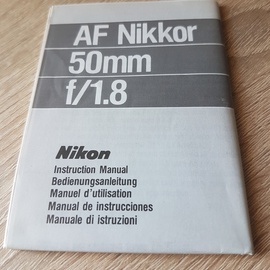 AF Nikkor
50mm
f/1.8
Nikon
Instruction Manual
Bedienungsanleitung
Manuel d'utilisation
Manual de instrucciones
Manuale di istruzioni